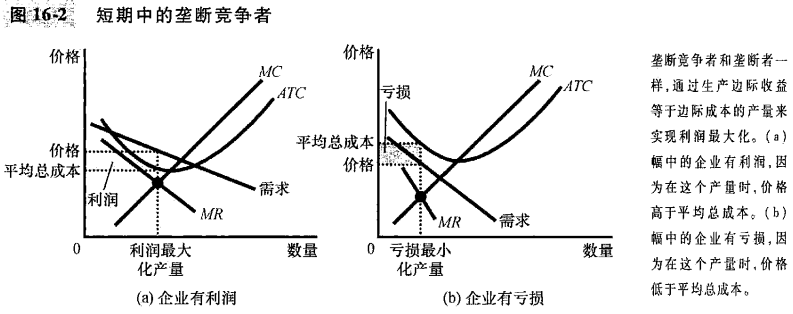 图 16-2 短期中的垄断竞争者
价格
MC
ATC
价格
平均总成本
利润
需求
MR
0
利润最大
化产量
数量
(a) 企业有利润
价格
MC
ATC
亏损
平均总成本
价格
MR
需求
0
亏损最小
化产量
数量
(b) 企业有亏损
垄断竞争者和垄断者一
样,通过生产边际收益
等于边际成本的产量来
实现利润最大化。(a)
幅中的企业有利润,因
为在这个产量时,价格
高于平均总成本。(b)
幅中的企业有亏损,因
为在这个产量时,价格
低于平均总成本。